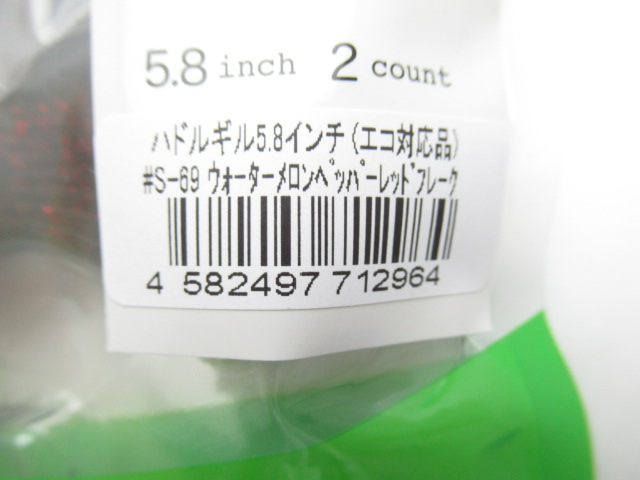 5.8 inch 2 count
ハドルギル5.8インチ(エコ対応品)
#S-69 ウォーターメロンペッパーレッドフレーク
4 582497 712964